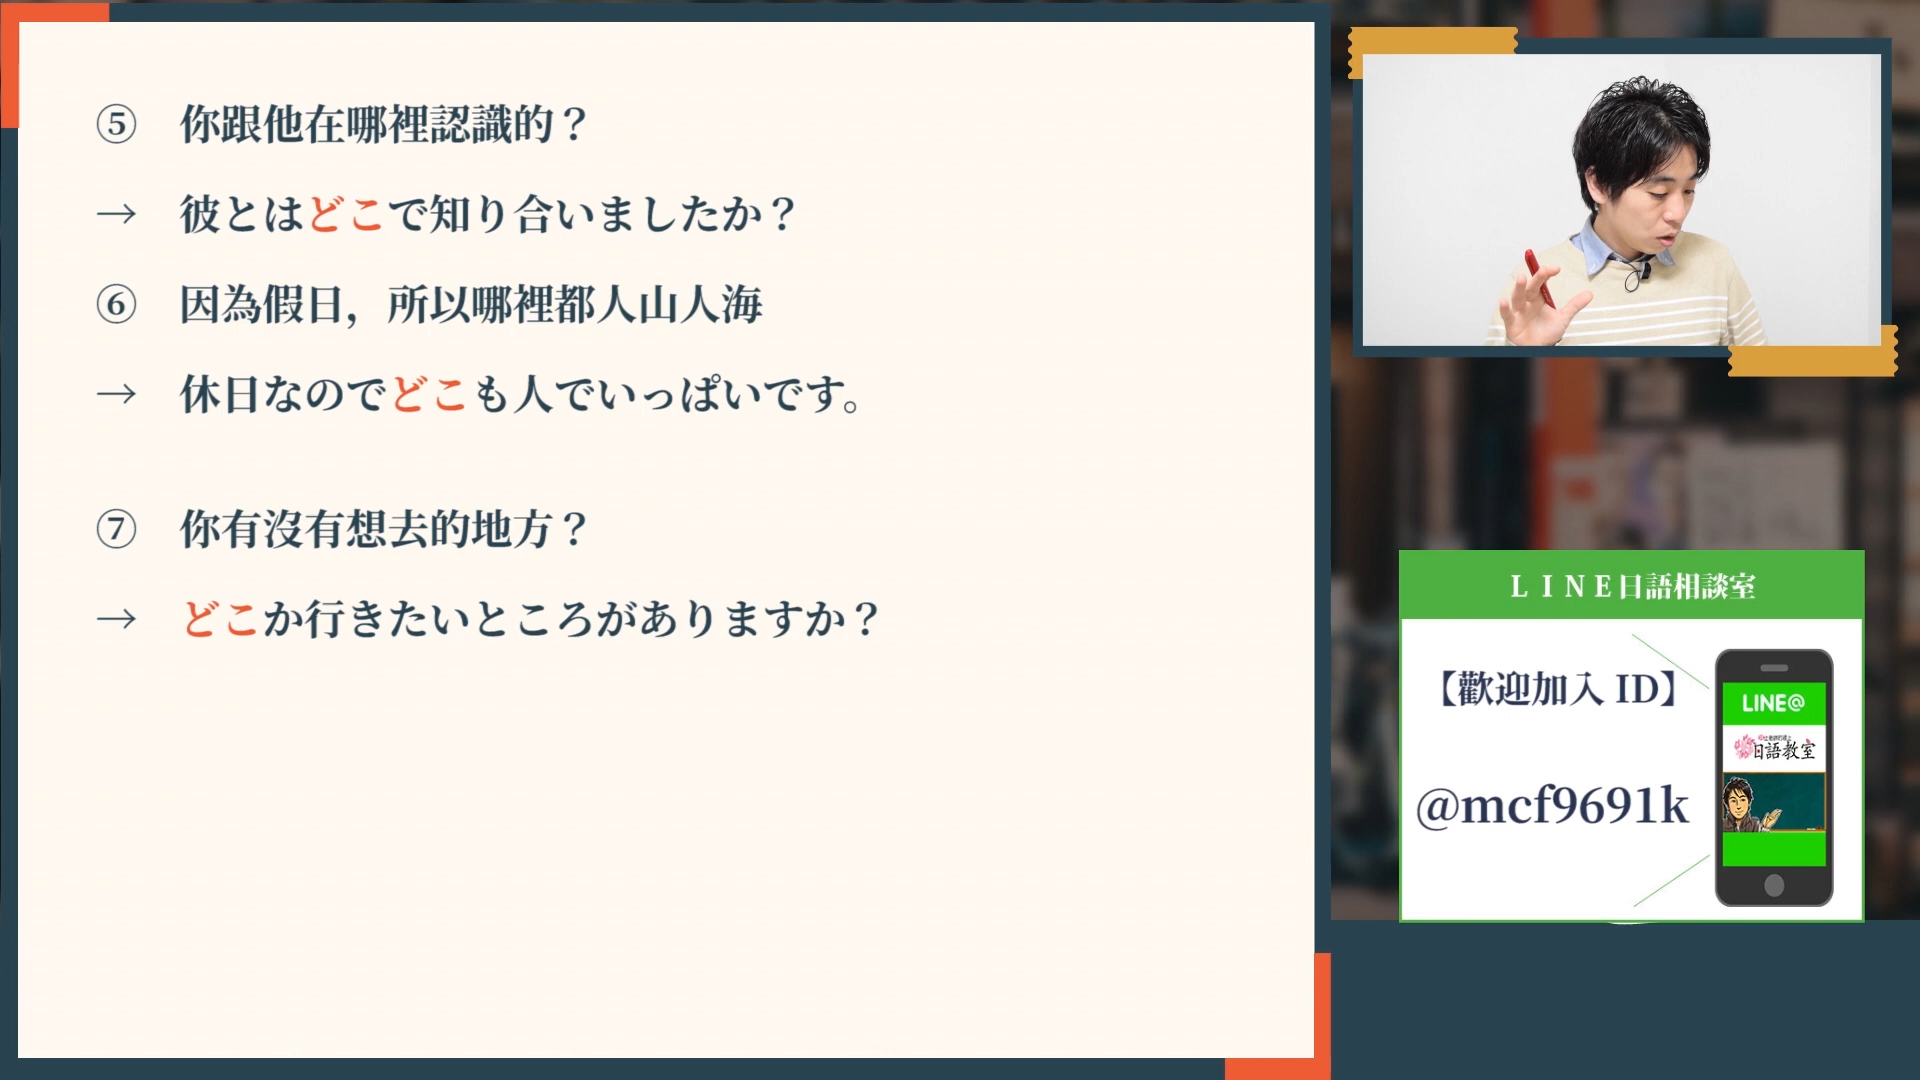 ⑤ 你跟他在哪裡認識的？
→ 彼とはどこで知り合いましたか？
⑥ 因為假日，所以哪裡都人山人海
→ 休日なのでどこも人でいっぱいです。
⑦ 你有沒有想去的地方？
→ どこか行きたいところがありますか？
ＬＩＮＥ日語相談室
【歡迎加入 ID】
@mcf9691k
LINE@
日語教室